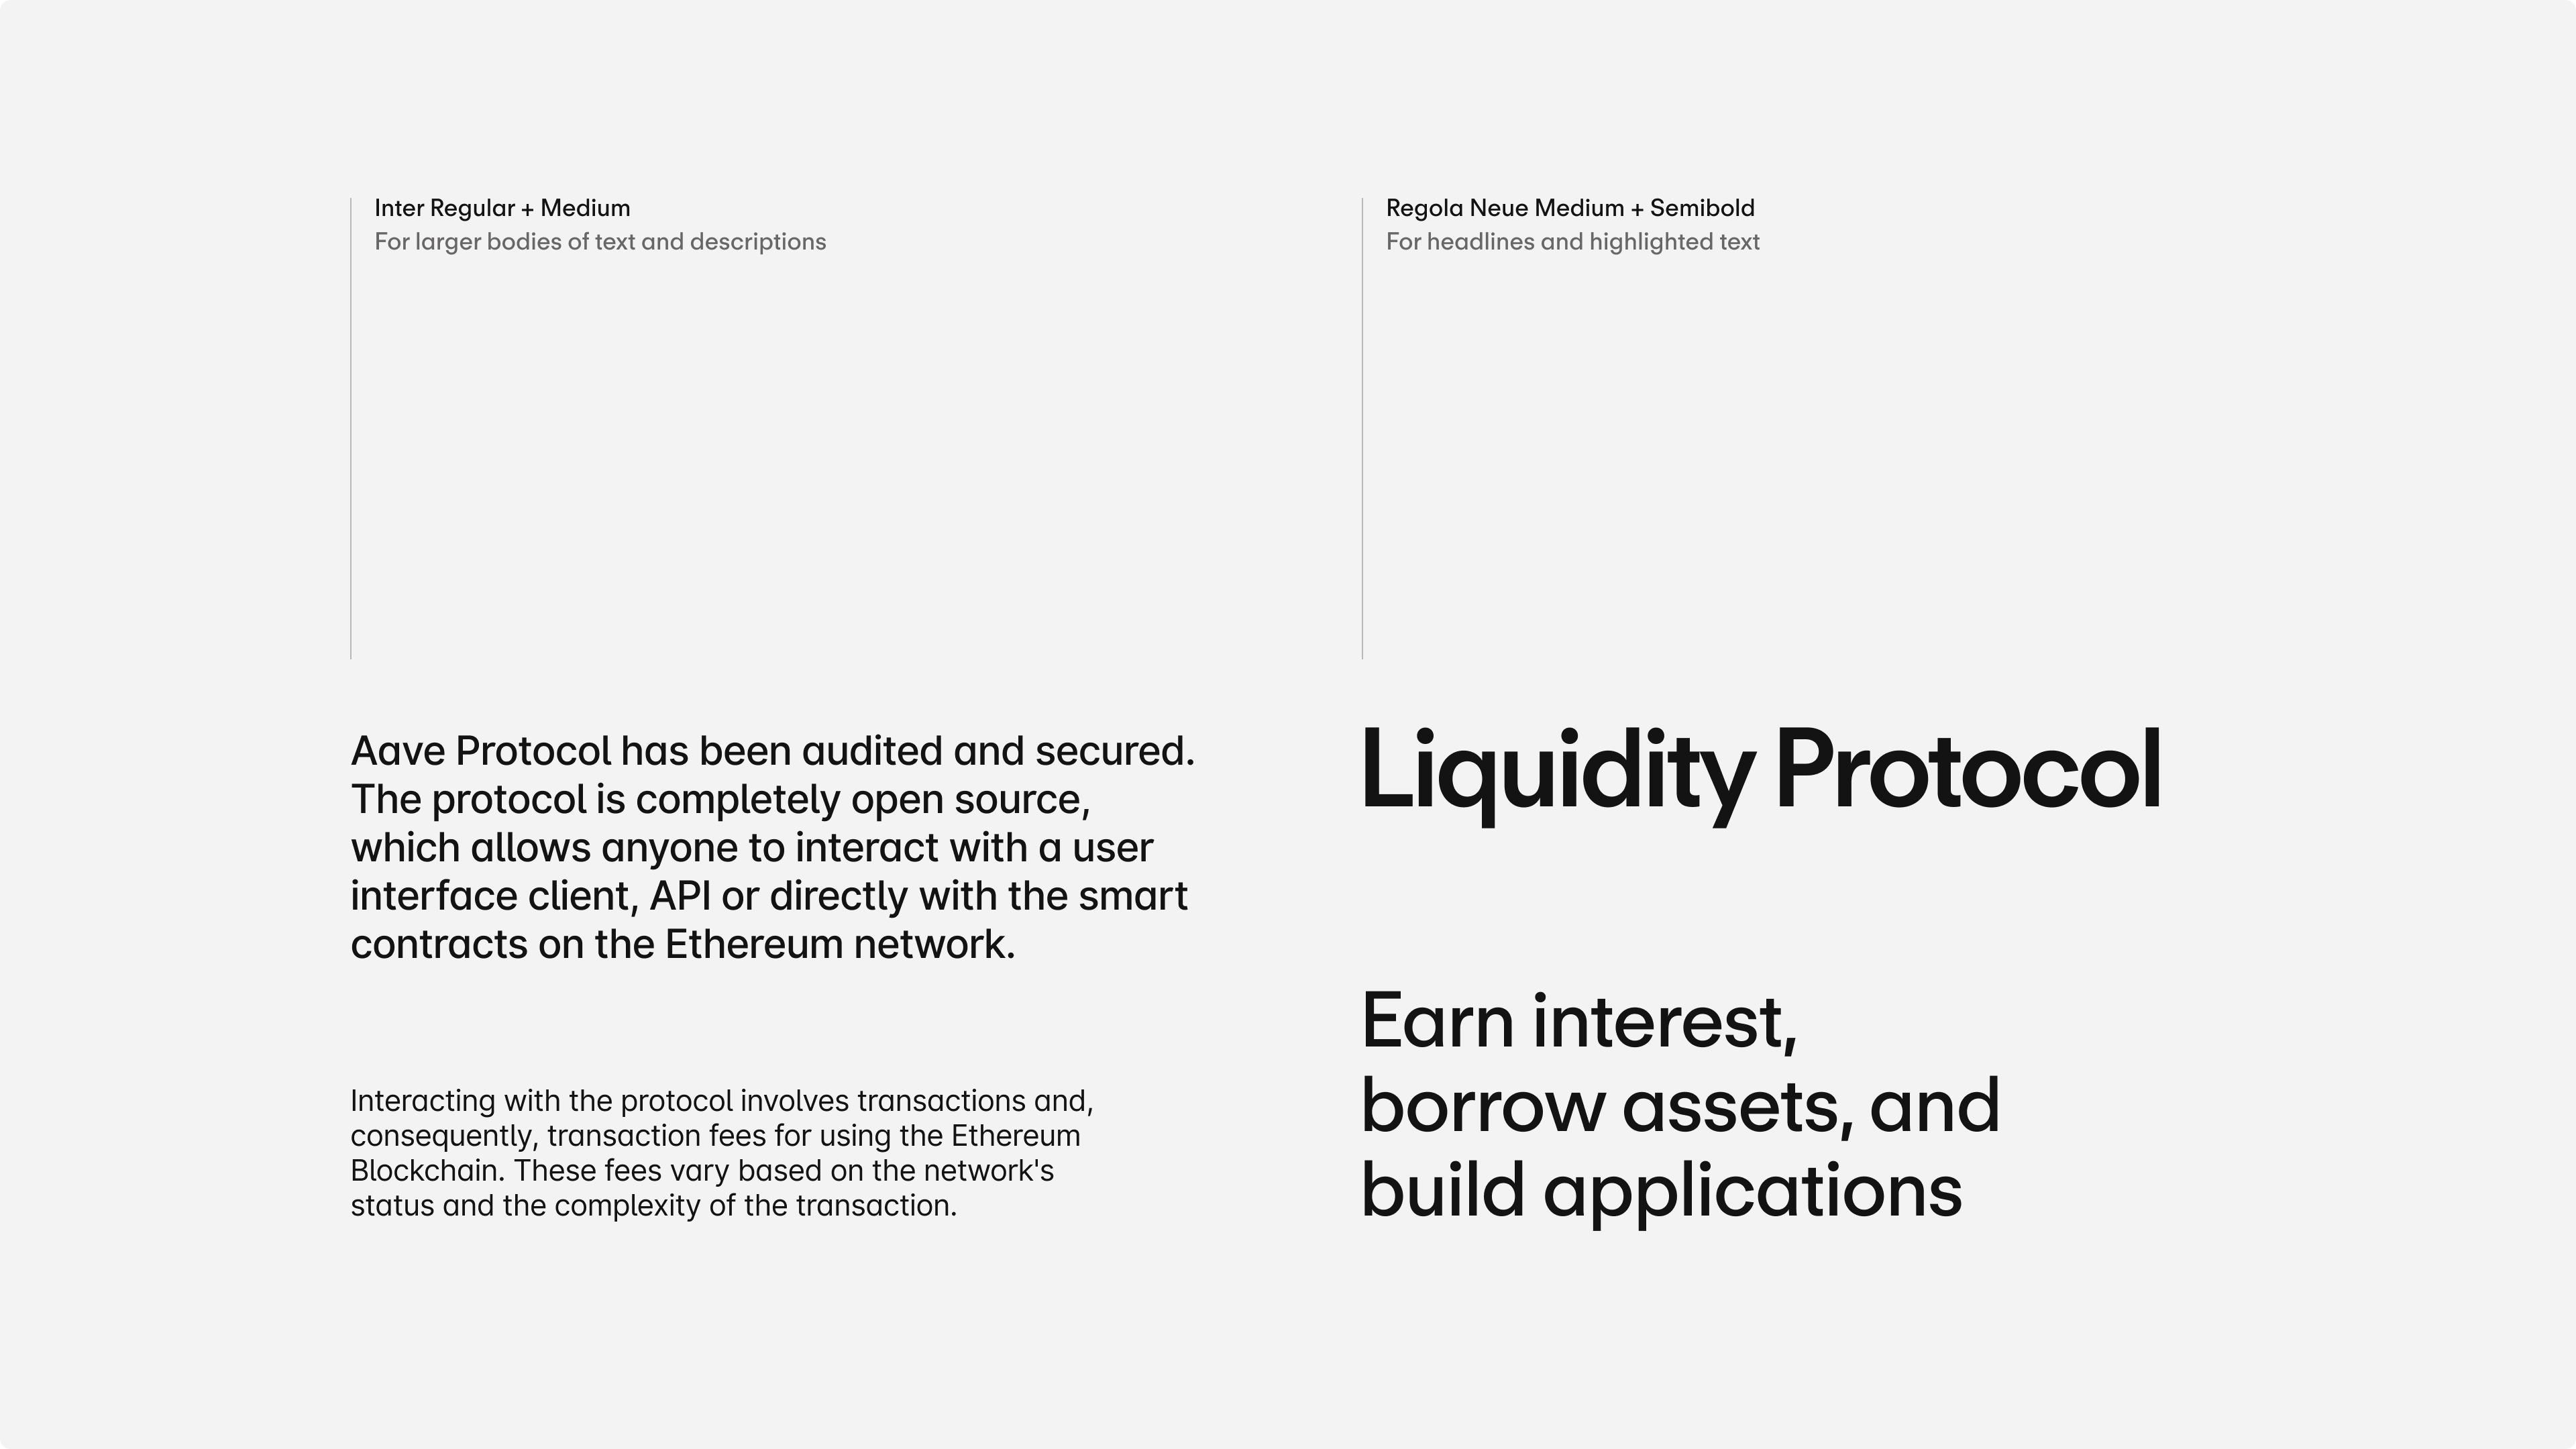 Inter Regular + Medium
For larger bodies of text and descriptions
Aave Protocol has been audited and secured.
The protocol is completely open source,
which allows anyone to interact with a user
interface client, API or directly with the smart
contracts on the Ethereum network.
Interacting with the protocol involves transactions and,
consequently, transaction fees for using the Ethereum
Blockchain. These fees vary based on the network's
status and the complexity of the transaction.
Regola Neue Medium + Semibold
For headlines and highlighted text
Liquidity Protocol
Earn interest,
borrow assets, and
build applications